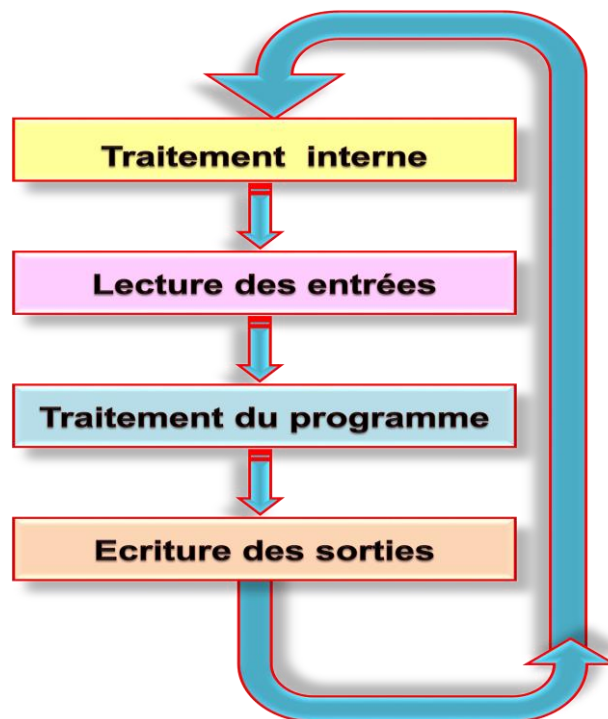 Traitement interne
Lecture des entrées
Traitement du programme
Ecriture des sorties